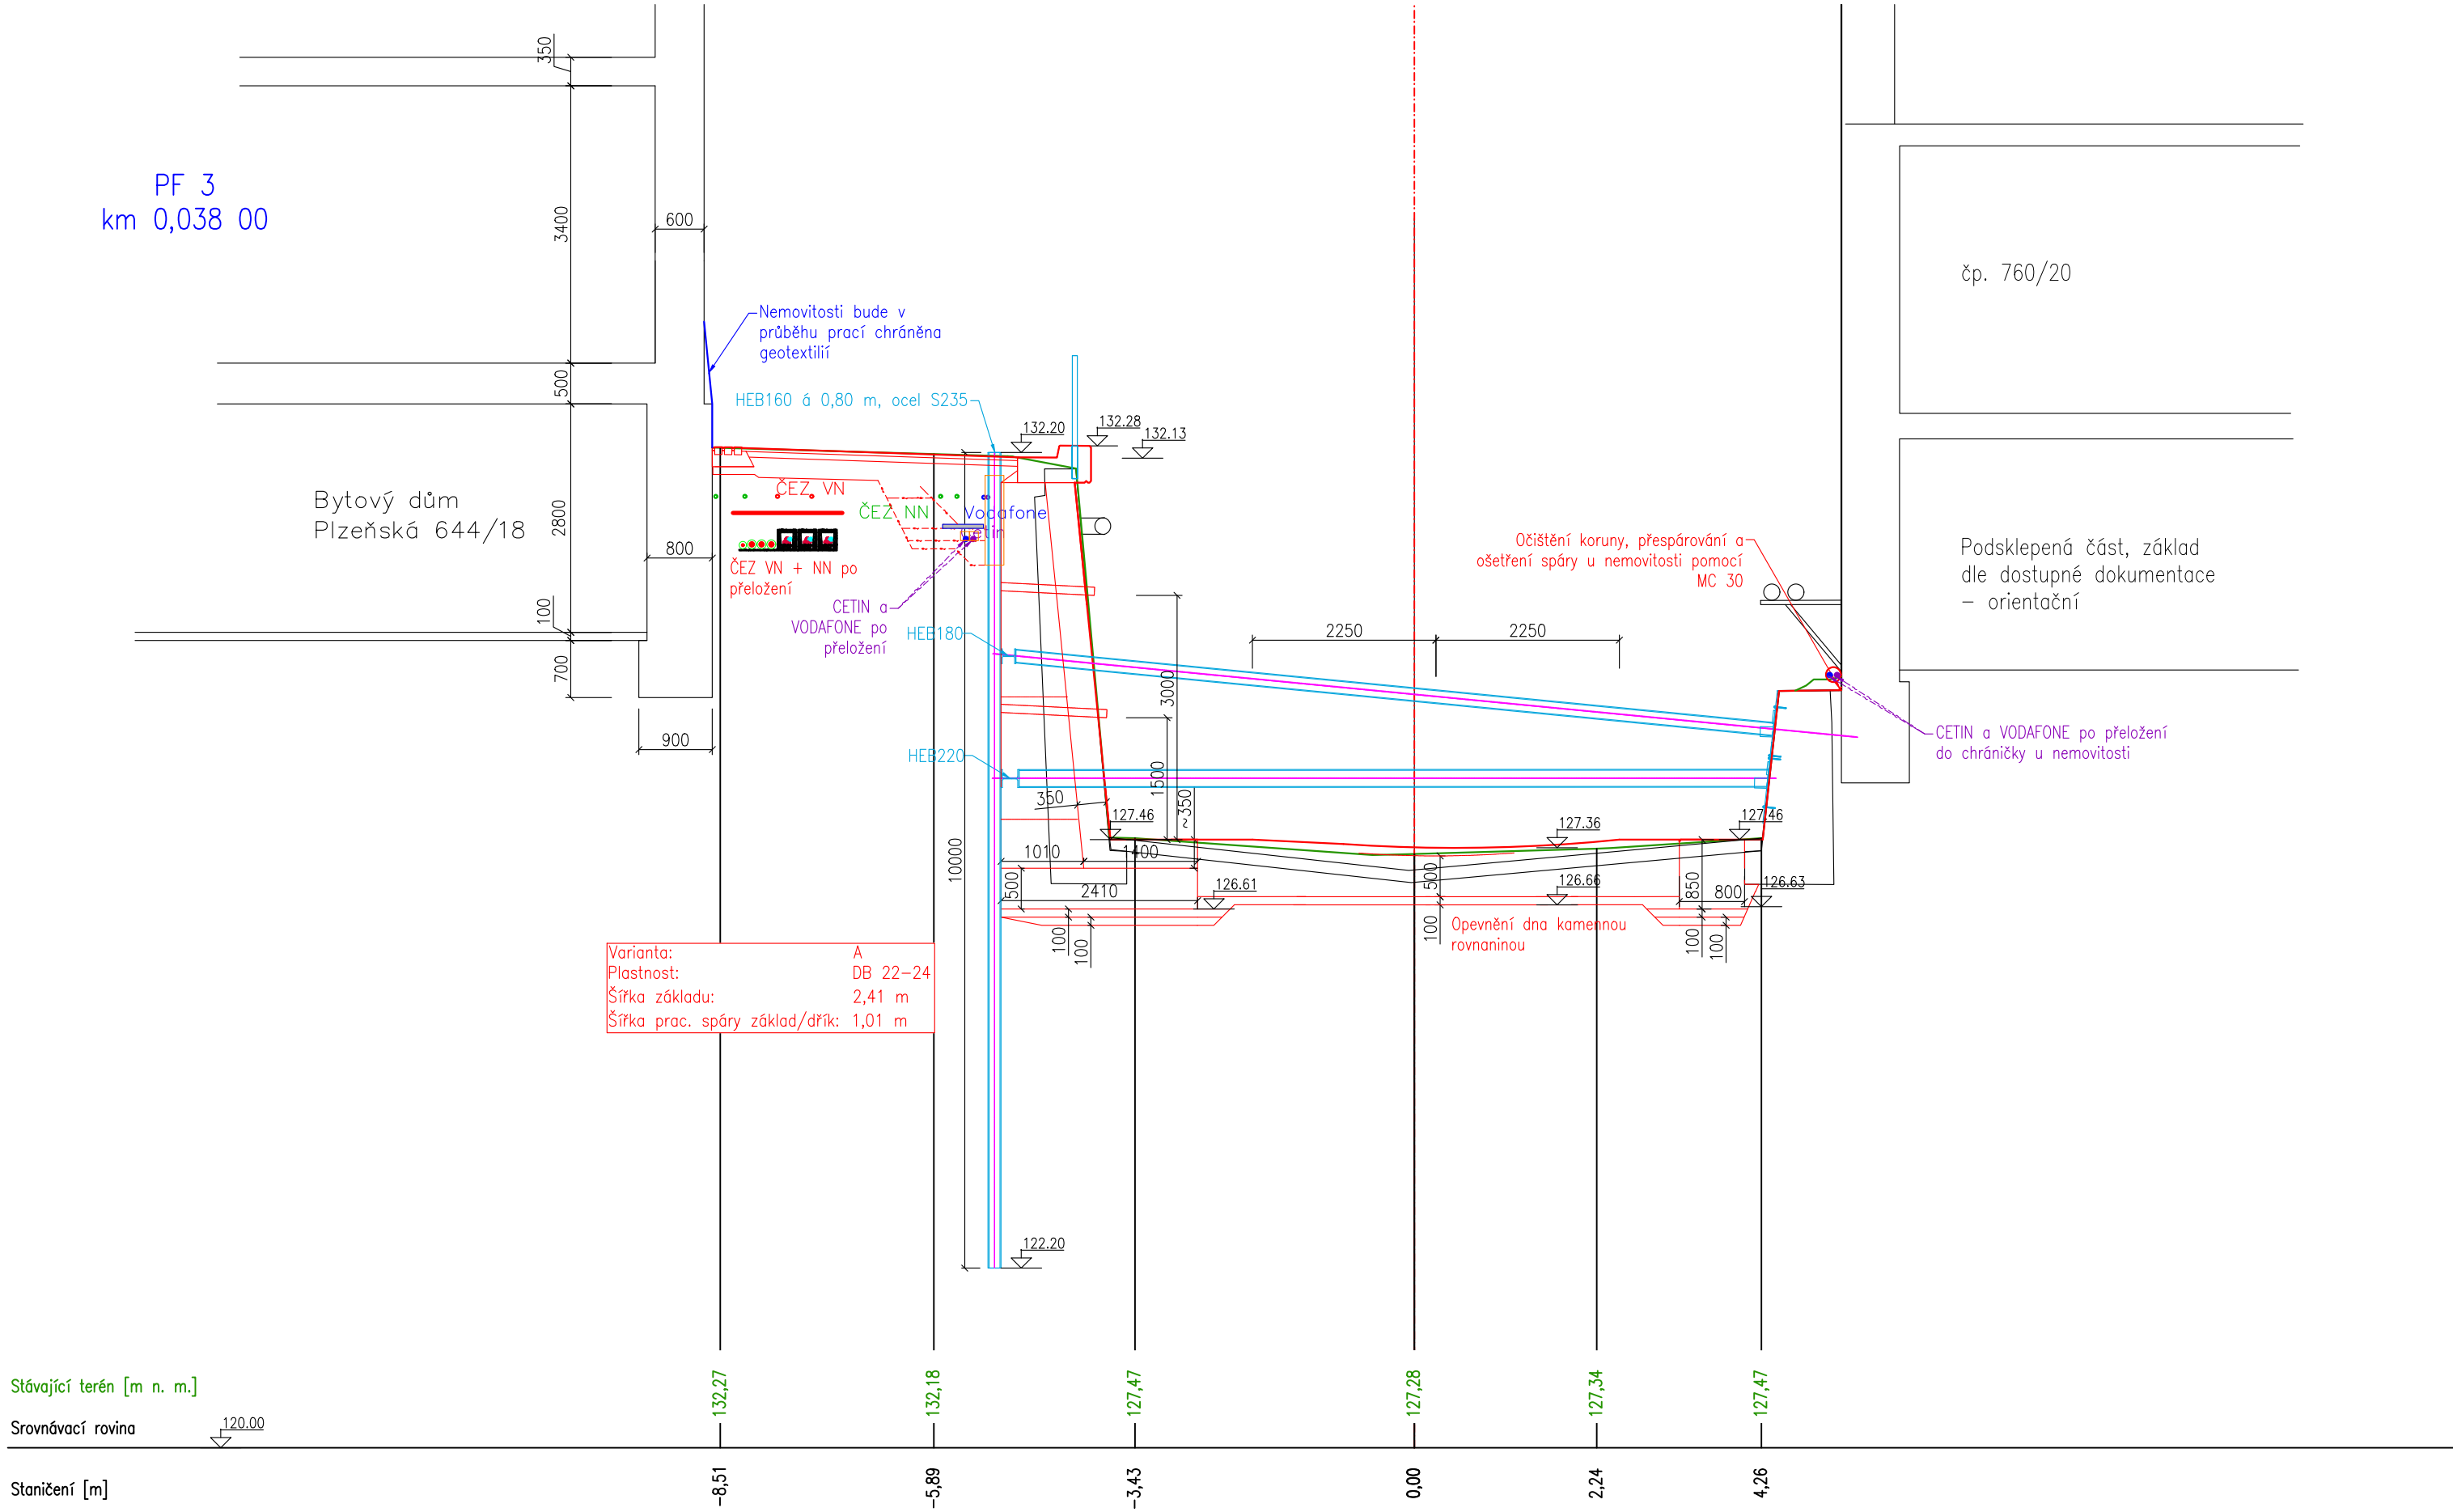 350
PF 3
km 0,038 00
3400
600
čp. 760/20
Nemovitosti bude v
průběhu prací chráněna
geotextilií
500
HEB160 á 0,80 m, ocel S235
132.20
132.28
132.13
Bytový dům
Plzeňská 644/18
2800
800
ČEZ VN
ČEZ NN
Vodafone
Cetin
ČEZ VN + NN po
přeložení
CETIN a
VODAFONE po
přeložení
Očištění koruny, přespárování a
ošetření spáry u nemovitosti pomocí
MC 30
Podsklepená část, základ
dle dostupné dokumentace
– orientační
100
700
900
HEB180
2250
2250
3000
HEB220
1500
CETIN a VODAFONE po přeložení
do chráničky u nemovitosti
350
~350
127.46
127.36
127.46
10000
1010
1400
500
2410
126.61
500
126.66
850
800
126.63
100
100
100
Opevnění dna kamennou
rovnaninou
100
100
Varianta: A
Plastnost: DB 22–24
Šířka základu: 2,41 m
Šířka prac. spáry základ/dřík: 1,01 m
122.20
Stávající terén [m n. m.]
132,27
132,18
127,47
127,28
127,34
127,47
Srovnávací rovina
120.00
Staničení [m]
-8,51
-5,89
-3,43
0,00
2,24
4,26